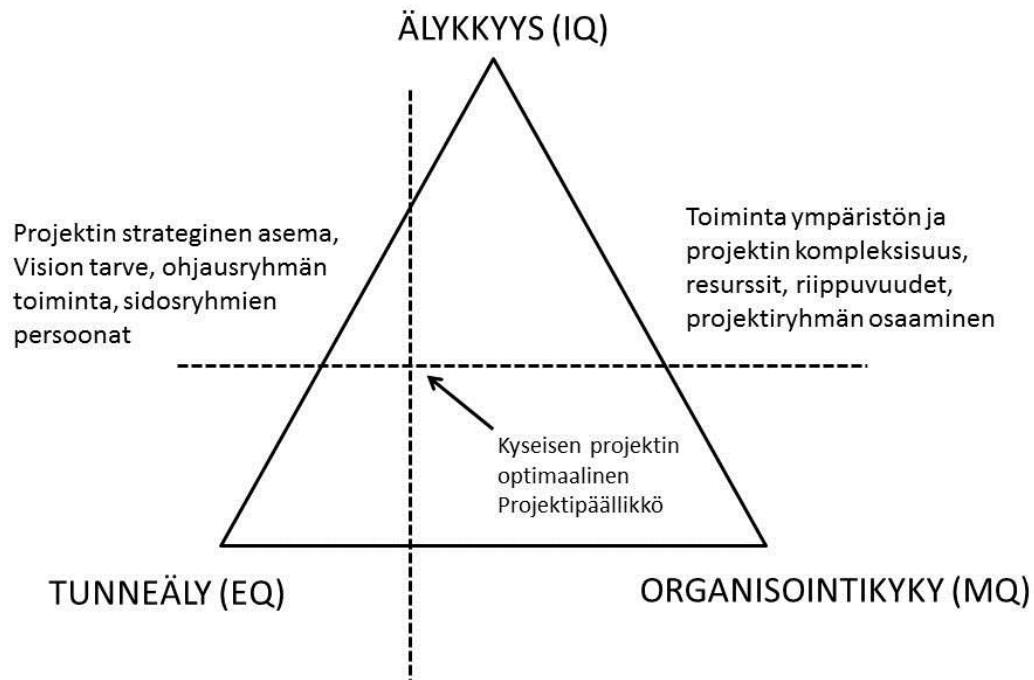 ÄLYKKYYS (IQ)
Projektin strateginen asema,
Vision tarve, ohjausryhmän
toiminta, sidosryhmien
persoonat
Toiminta ympäristön ja
projektin kompleksisuus,
resurssit, riippuvuudet,
projektiryhmän osaaminen
Kyseisen projektin
optimaalinen
Projektipäällikkö
TUNNEÄLY (EQ)
ORGANISOINTIKYKY (MQ)